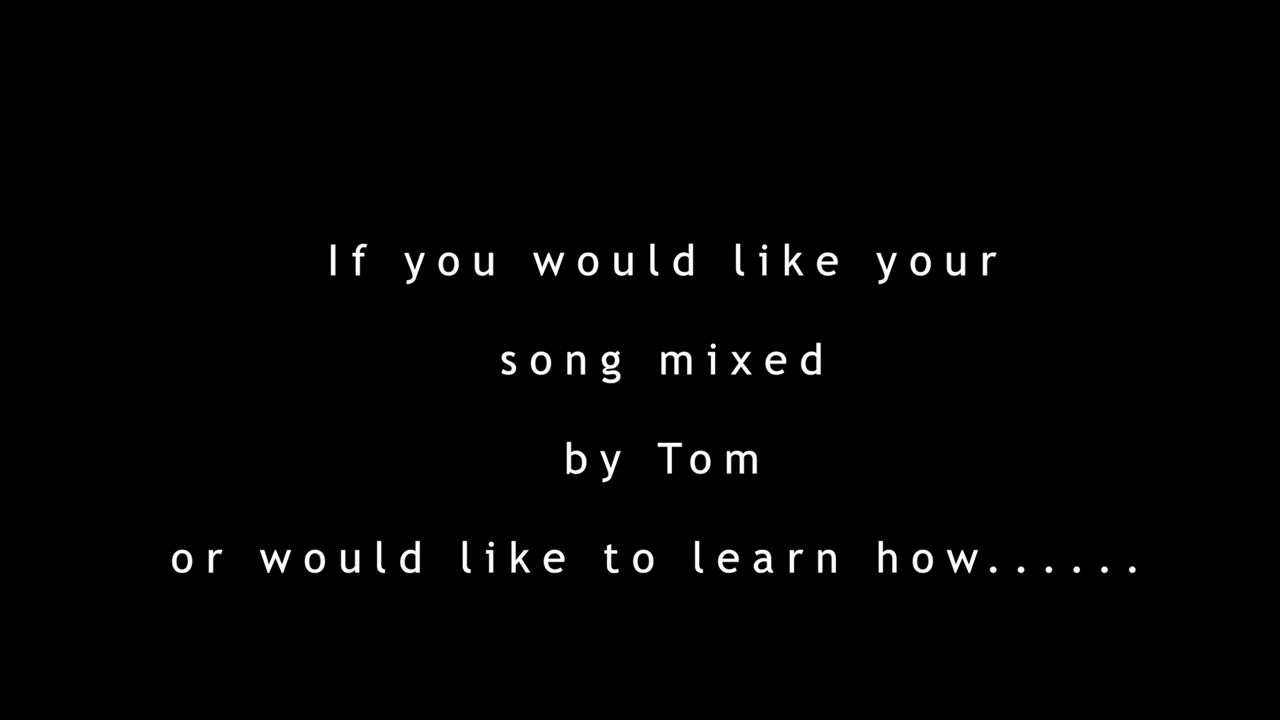 If you would like your
song mixed
by Tom
or would like to learn how......